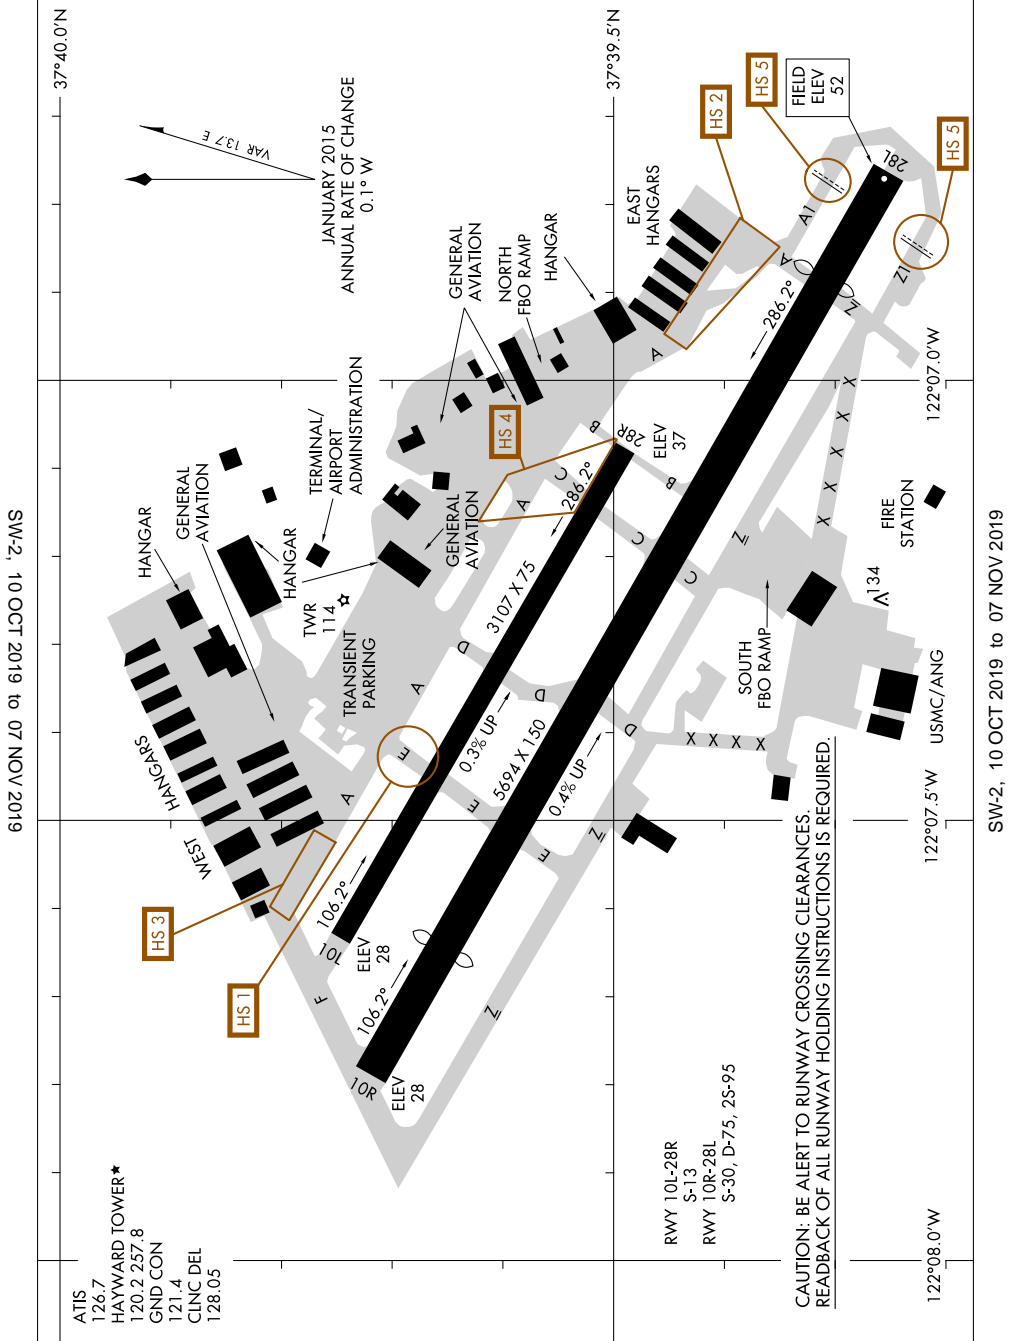 SW-2, 10 OCT 2019 to 07 NOV 2019
ATIS
126.7
HAYWARD TOWER★
120.2 257.8
GND CON
121.4
CLNC DEL
128.05
37°40.0'N
37°39.5'N
VAR 13.7 E
JANUARY 2015
ANNUAL RATE OF CHANGE
0.1° W
HANGAR
GENERAL
AVIATION
HANGAR
TERMINAL/
AIRPORT
ADMINISTRATION
TWR
114
TRANSIENT
PARKING
WEST
HANGARS
GENERAL
AVIATION
GENERAL
AVIATION
NORTH
FBO RAMP
HANGAR
EAST
HANGARS
HS 1
HS 2
HS 3
HS 4
HS 5
HS 5
FIELD
ELEV
52
28L
A1
A
Z1
Z
286.2°
A
B
28R
ELEV
37
B
C
286.2°
A
C
C
Z
3107 X 75
D
A
D
D
0.3% UP
5694 X 150
0.4% UP
E
A
E
E
Z
106.2°
10L
ELEV
28
F
106.2°
10R
ELEV
28
Z
X X X X X
X X X X
SOUTH
FBO RAMP
FIRE
STATION
134
USMC/ANG
122°07.0'W
122°07.5'W
122°08.0'W
RWY 10L-28R
S-13
RWY 10R-28L
S-30, D-75, 2S-95
CAUTION: BE ALERT TO RUNWAY CROSSING CLEARANCES.
READBACK OF ALL RUNWAY HOLDING INSTRUCTIONS IS REQUIRED.
SW-2, 10 OCT 2019 to 07 NOV 2019